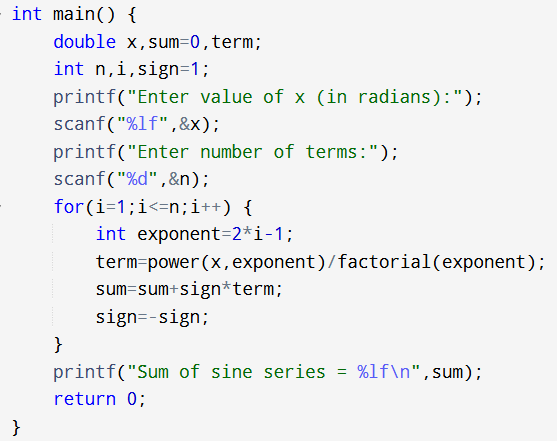 int main() {
    double x,sum=0,term;
    int n,i,sign=1;
    printf("Enter value of x (in radians):");
    scanf("%lf",&x);
    printf("Enter number of terms:");
    scanf("%d",&n);
    for(i=1;i<=n;i++) {
        int exponent=2*i-1;
        term=power(x,exponent)/factorial(exponent);
        sum=sum+sign*term;
        sign=-sign;
    }
    printf("Sum of sine series = %lf\n",sum);
    return 0;
}